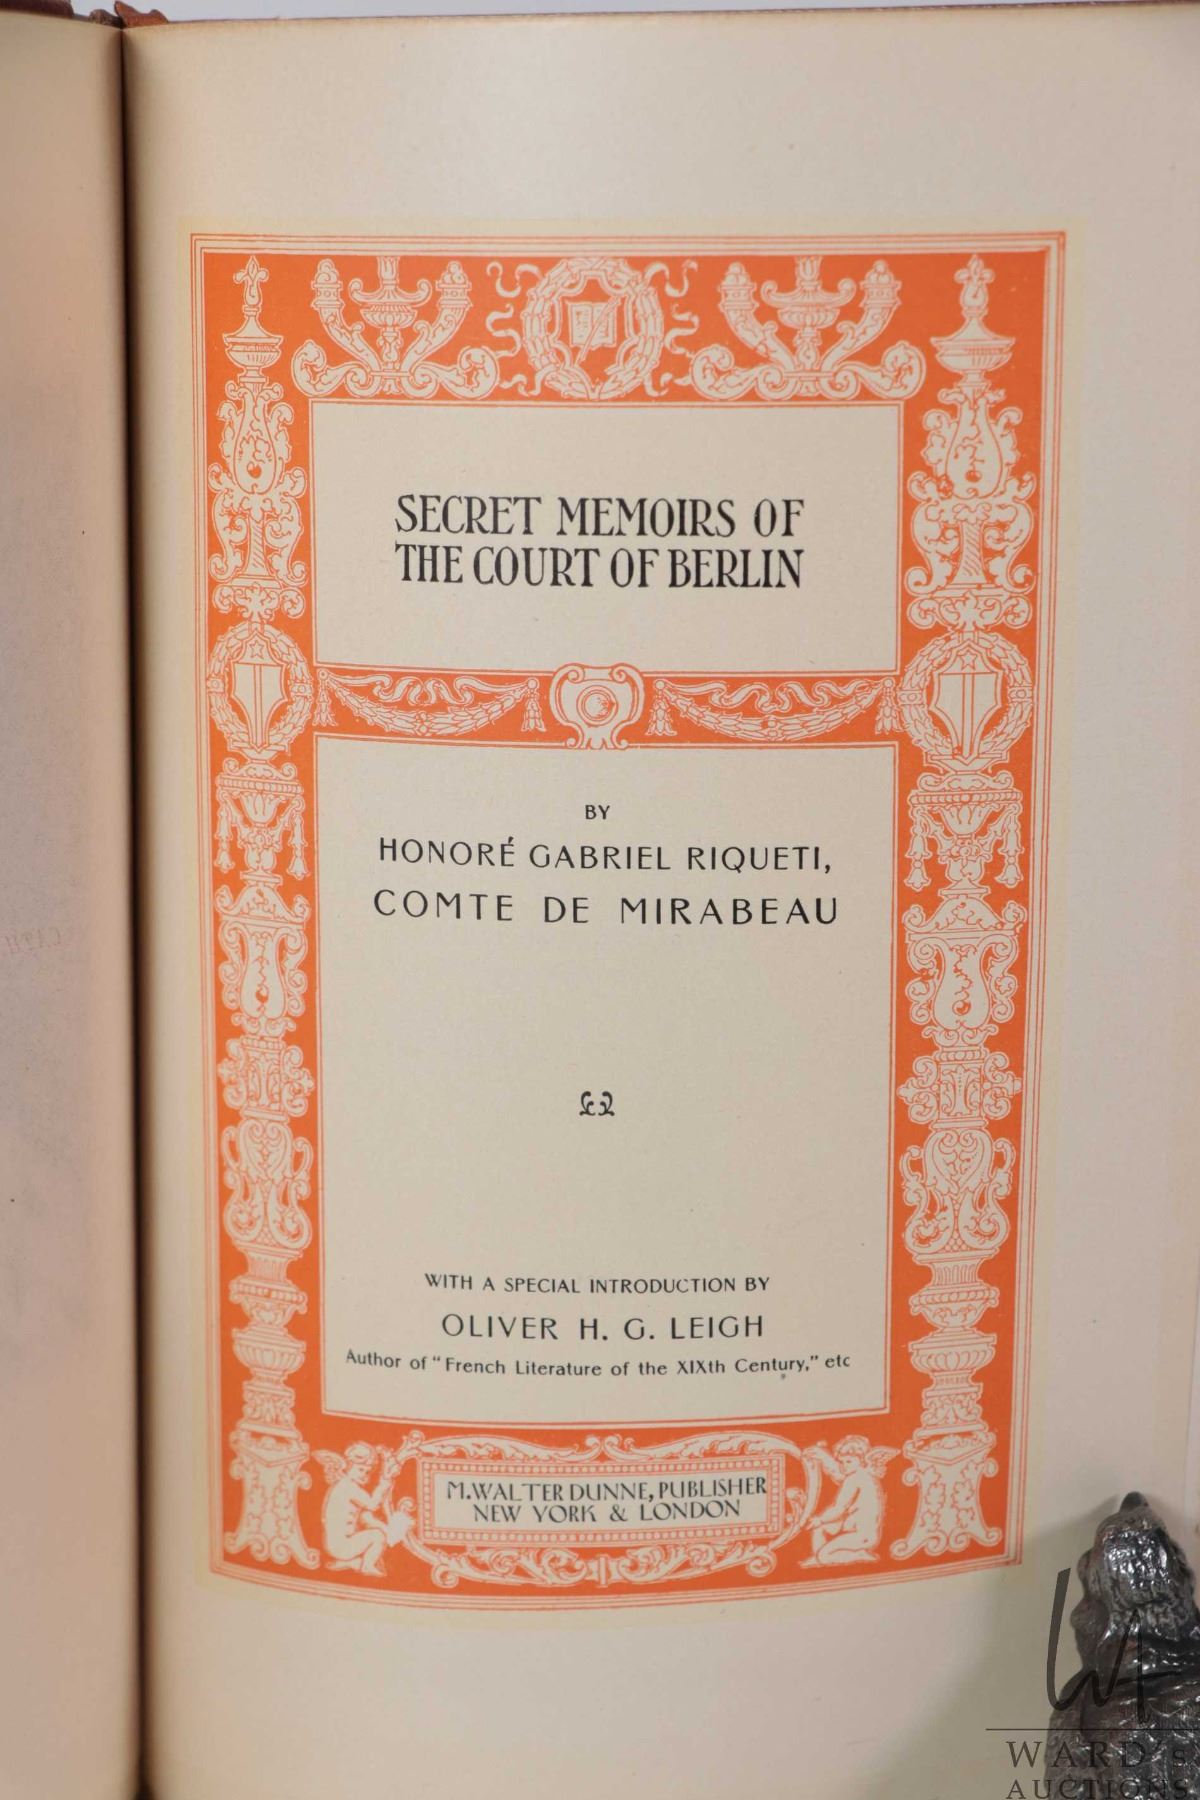 SECRET MEMOIRS OF
THE COURT OF BERLIN
BY
HONORÉ GABRIEL RIQUETI,
COMTE DE MIRABEAU
WITH A SPECIAL INTRODUCTION BY
OLIVER H. G. LEIGH
Author of "French Literature of the XIXth Century," etc
M. WALTER DUNNE, PUBLISHER
NEW YORK & LONDON
WARD's
AUCTIONS